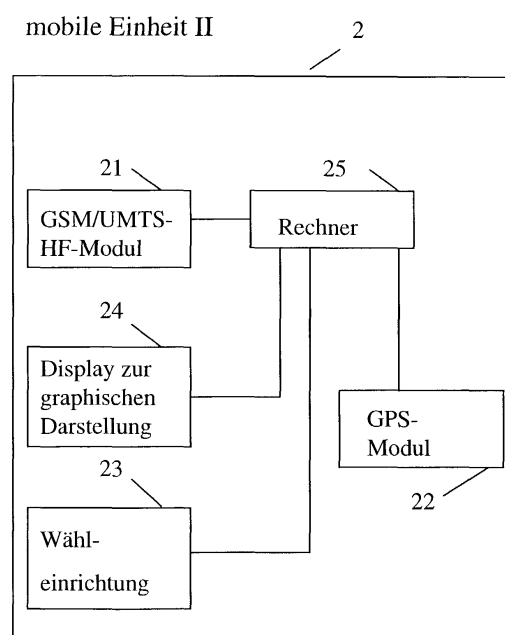 mobile Einheit II
2
21
25
GSM/UMTS-
HF-Modul
Rechner
24
Display zur
graphischen
Darstellung
GPS-
Modul
23
22
Wähl-
einrichtung